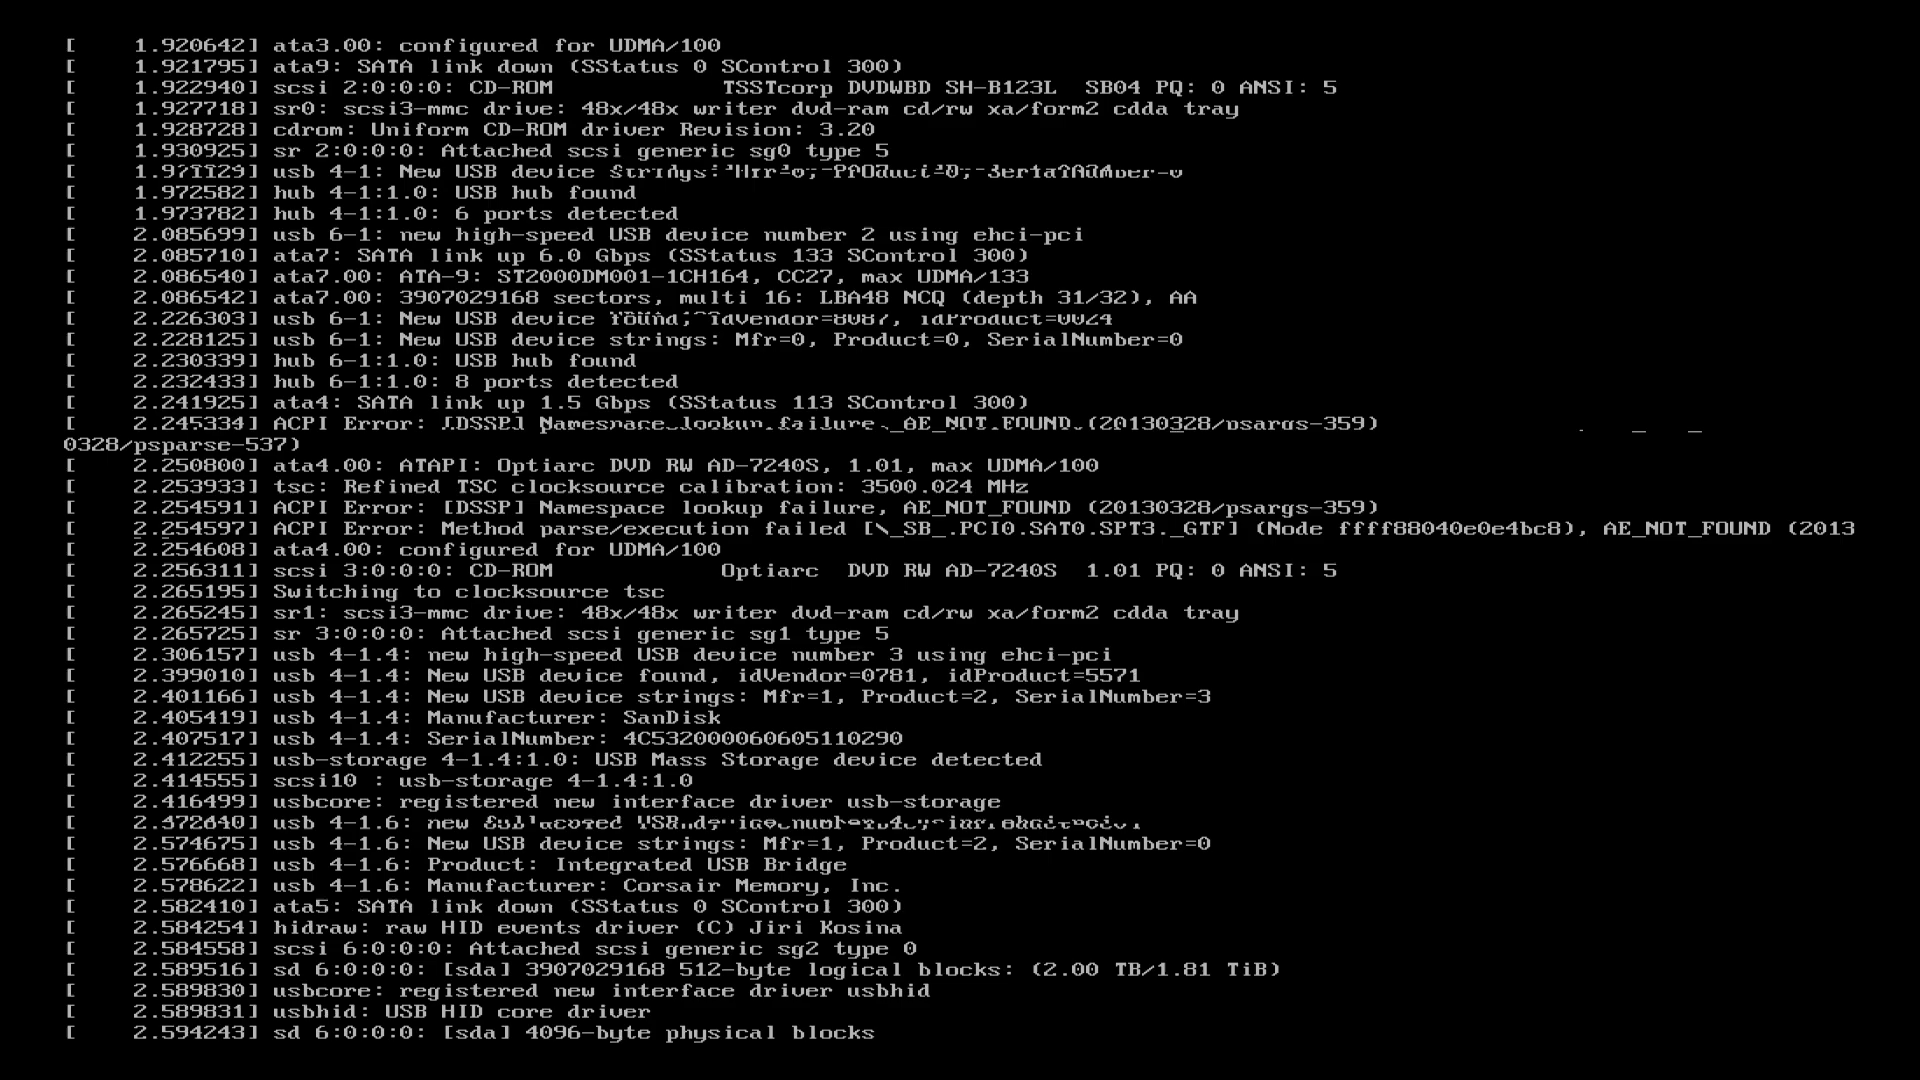 [    1.920642] ata3.00: configured for UDMA/100
[    1.921795] ata9: SATA link down (SStatus 0 SControl 300)
[    1.922940] scsi 2:0:0:0: CD-ROM            TSSTcorp DVDWBD SH-B123L  SB04 PQ: 0 ANSI: 5
[    1.927718] sr0: scsi3-mmc drive: 48x/48x writer dvd-ram cd/rw xa/form2 cdda tray
[    1.928728] cdrom: Uniform CD-ROM driver Revision: 3.20
[    1.930925] sr 2:0:0:0: Attached scsi generic sg0 type 5
[    usb 4-1: New USB device
[    1.972582] hub 4-1:1.0: USB hub found
[    1.973782] hub 4-1:1.0: 6 ports detected
[    2.085699] usb 6-1: new high-speed USB device number 2 using ehci-pci
[    2.085710] ata7: SATA link up 6.0 Gbps (SStatus 133 SControl 300)
[    2.086540] ata7.00: ATA-9: ST2000DM001-1CH164, CC27, max UDMA/133
[    2.086542] ata7.00: 3907029168 sectors, multi 16: LBA48 NCQ (depth 31/32), AA
[    2.226303] usb 6-1: New USB device found, idVendor=8087, idProduct=0024
[    2.228125] usb 6-1: New USB device strings: Mfr=0, Product=0, SerialNumber=0
[    2.230339] hub 6-1:1.0: USB hub found
[    2.232433] hub 6-1:1.0: 8 ports detected
[    2.241925] ata4: SATA link up 1.5 Gbps (SStatus 113 SControl 300)
[    2.245334] ACPI Error: [DSSP] Namespace lookup failure, AE_NOT_FOUND (20130328/psargs-359)
0328/psparse-537)
[    2.250800] ata4.00: ATAPI: Optiarc DVD RW AD-7240S, 1.01, max UDMA/100
[    2.253933] tsc: Refined TSC clocksource calibration: 3500.024 MHz
[    2.254591] ACPI Error: [DSSP] Namespace lookup failure, AE_NOT_FOUND (20130328/psargs-359)
[    2.254597] ACPI Error: Method parse/execution failed [\_SB_.PCI0.SAT0.SPT3._GTF] (Node ffff88040e0e4bc8), AE_NOT_FOUND (2013
[    2.254608] ata4.00: configured for UDMA/100
[    2.256311] scsi 3:0:0:0: CD-ROM            Optiarc  DVD RW AD-7240S  1.01 PQ: 0 ANSI: 5
[    2.265195] Switching to clocksource tsc
[    2.265245] sr1: scsi3-mmc drive: 48x/48x writer dvd-ram cd/rw xa/form2 cdda tray
[    2.265725] sr 3:0:0:0: Attached scsi generic sg1 type 5
[    2.306157] usb 4-1.4: new high-speed USB device number 3 using ehci-pci
[    2.399010] usb 4-1.4: New USB device found, idVendor=0781, idProduct=5571
[    2.401166] usb 4-1.4: New USB device strings: Mfr=1, Product=2, SerialNumber=3
[    2.405419] usb 4-1.4: Manufacturer: SanDisk
[    2.407517] usb 4-1.4: SerialNumber: 4C532000060605110290
[    2.412255] usb-storage 4-1.4:1.0: USB Mass Storage device detected
[    2.414555] scsi10 : usb-storage 4-1.4:1.0
[    2.416499] usbcore: registered new interface driver usb-storage
[    usb 4-1.6: new
[    2.574675] usb 4-1.6: New USB device strings: Mfr=1, Product=2, SerialNumber=0
[    2.576668] usb 4-1.6: Product: Integrated USB Bridge
[    2.578622] usb 4-1.6: Manufacturer: Corsair Memory, Inc.
[    2.582410] ata5: SATA link down (SStatus 0 SControl 300)
[    2.584254] hidraw: raw HID events driver (C) Jiri Kosina
[    2.584558] scsi 6:0:0:0: Attached scsi generic sg2 type 0
[    2.589516] sd 6:0:0:0: [sda] 3907029168 512-byte logical blocks: (2.00 TB/1.81 TiB)
[    2.589830] usbcore: registered new interface driver usbhid
[    2.589831] usbhid: USB HID core driver
[    2.594243] sd 6:0:0:0: [sda] 4096-byte physical blocks